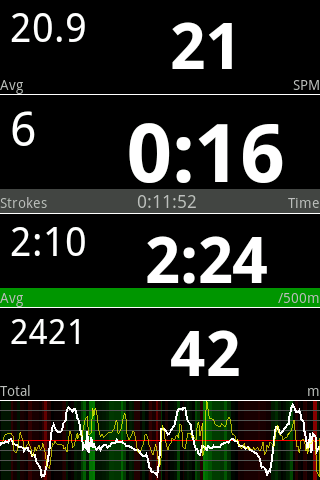 20.9 21
Avg SPM
6 0:16
Strokes 0:11:52 Time
2:10 2:24
Avg /500m
2421 42
Total m